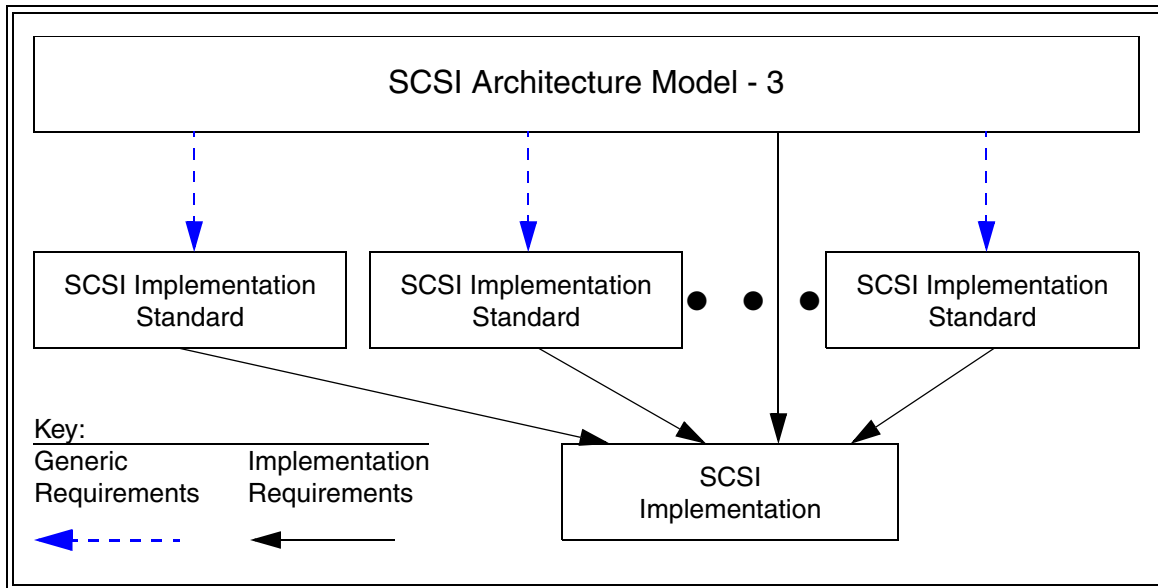 SCSI Architecture Model - 3
SCSI Implementation
Standard
SCSI Implementation
Standard
SCSI Implementation
Standard
Key:
Generic
Requirements
Implementation
Requirements
SCSI
Implementation